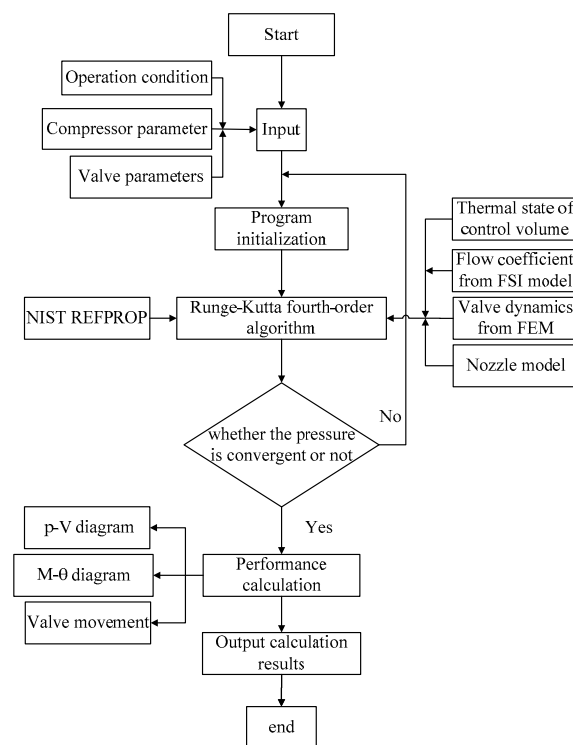 Start
Operation condition
Compressor parameter
Valve parameters
Input
Program
initialization
Thermal state of
control volume
Flow coefficient
from FSI model
Valve dynamics
from FEM
Nozzle model
NIST REFPROP
Runge-Kutta fourth-order
algorithm
No
whether the pressure
is convergent or not
Yes
p-V diagram
M-θ diagram
Valve movement
Performance
calculation
Output calculation
results
end